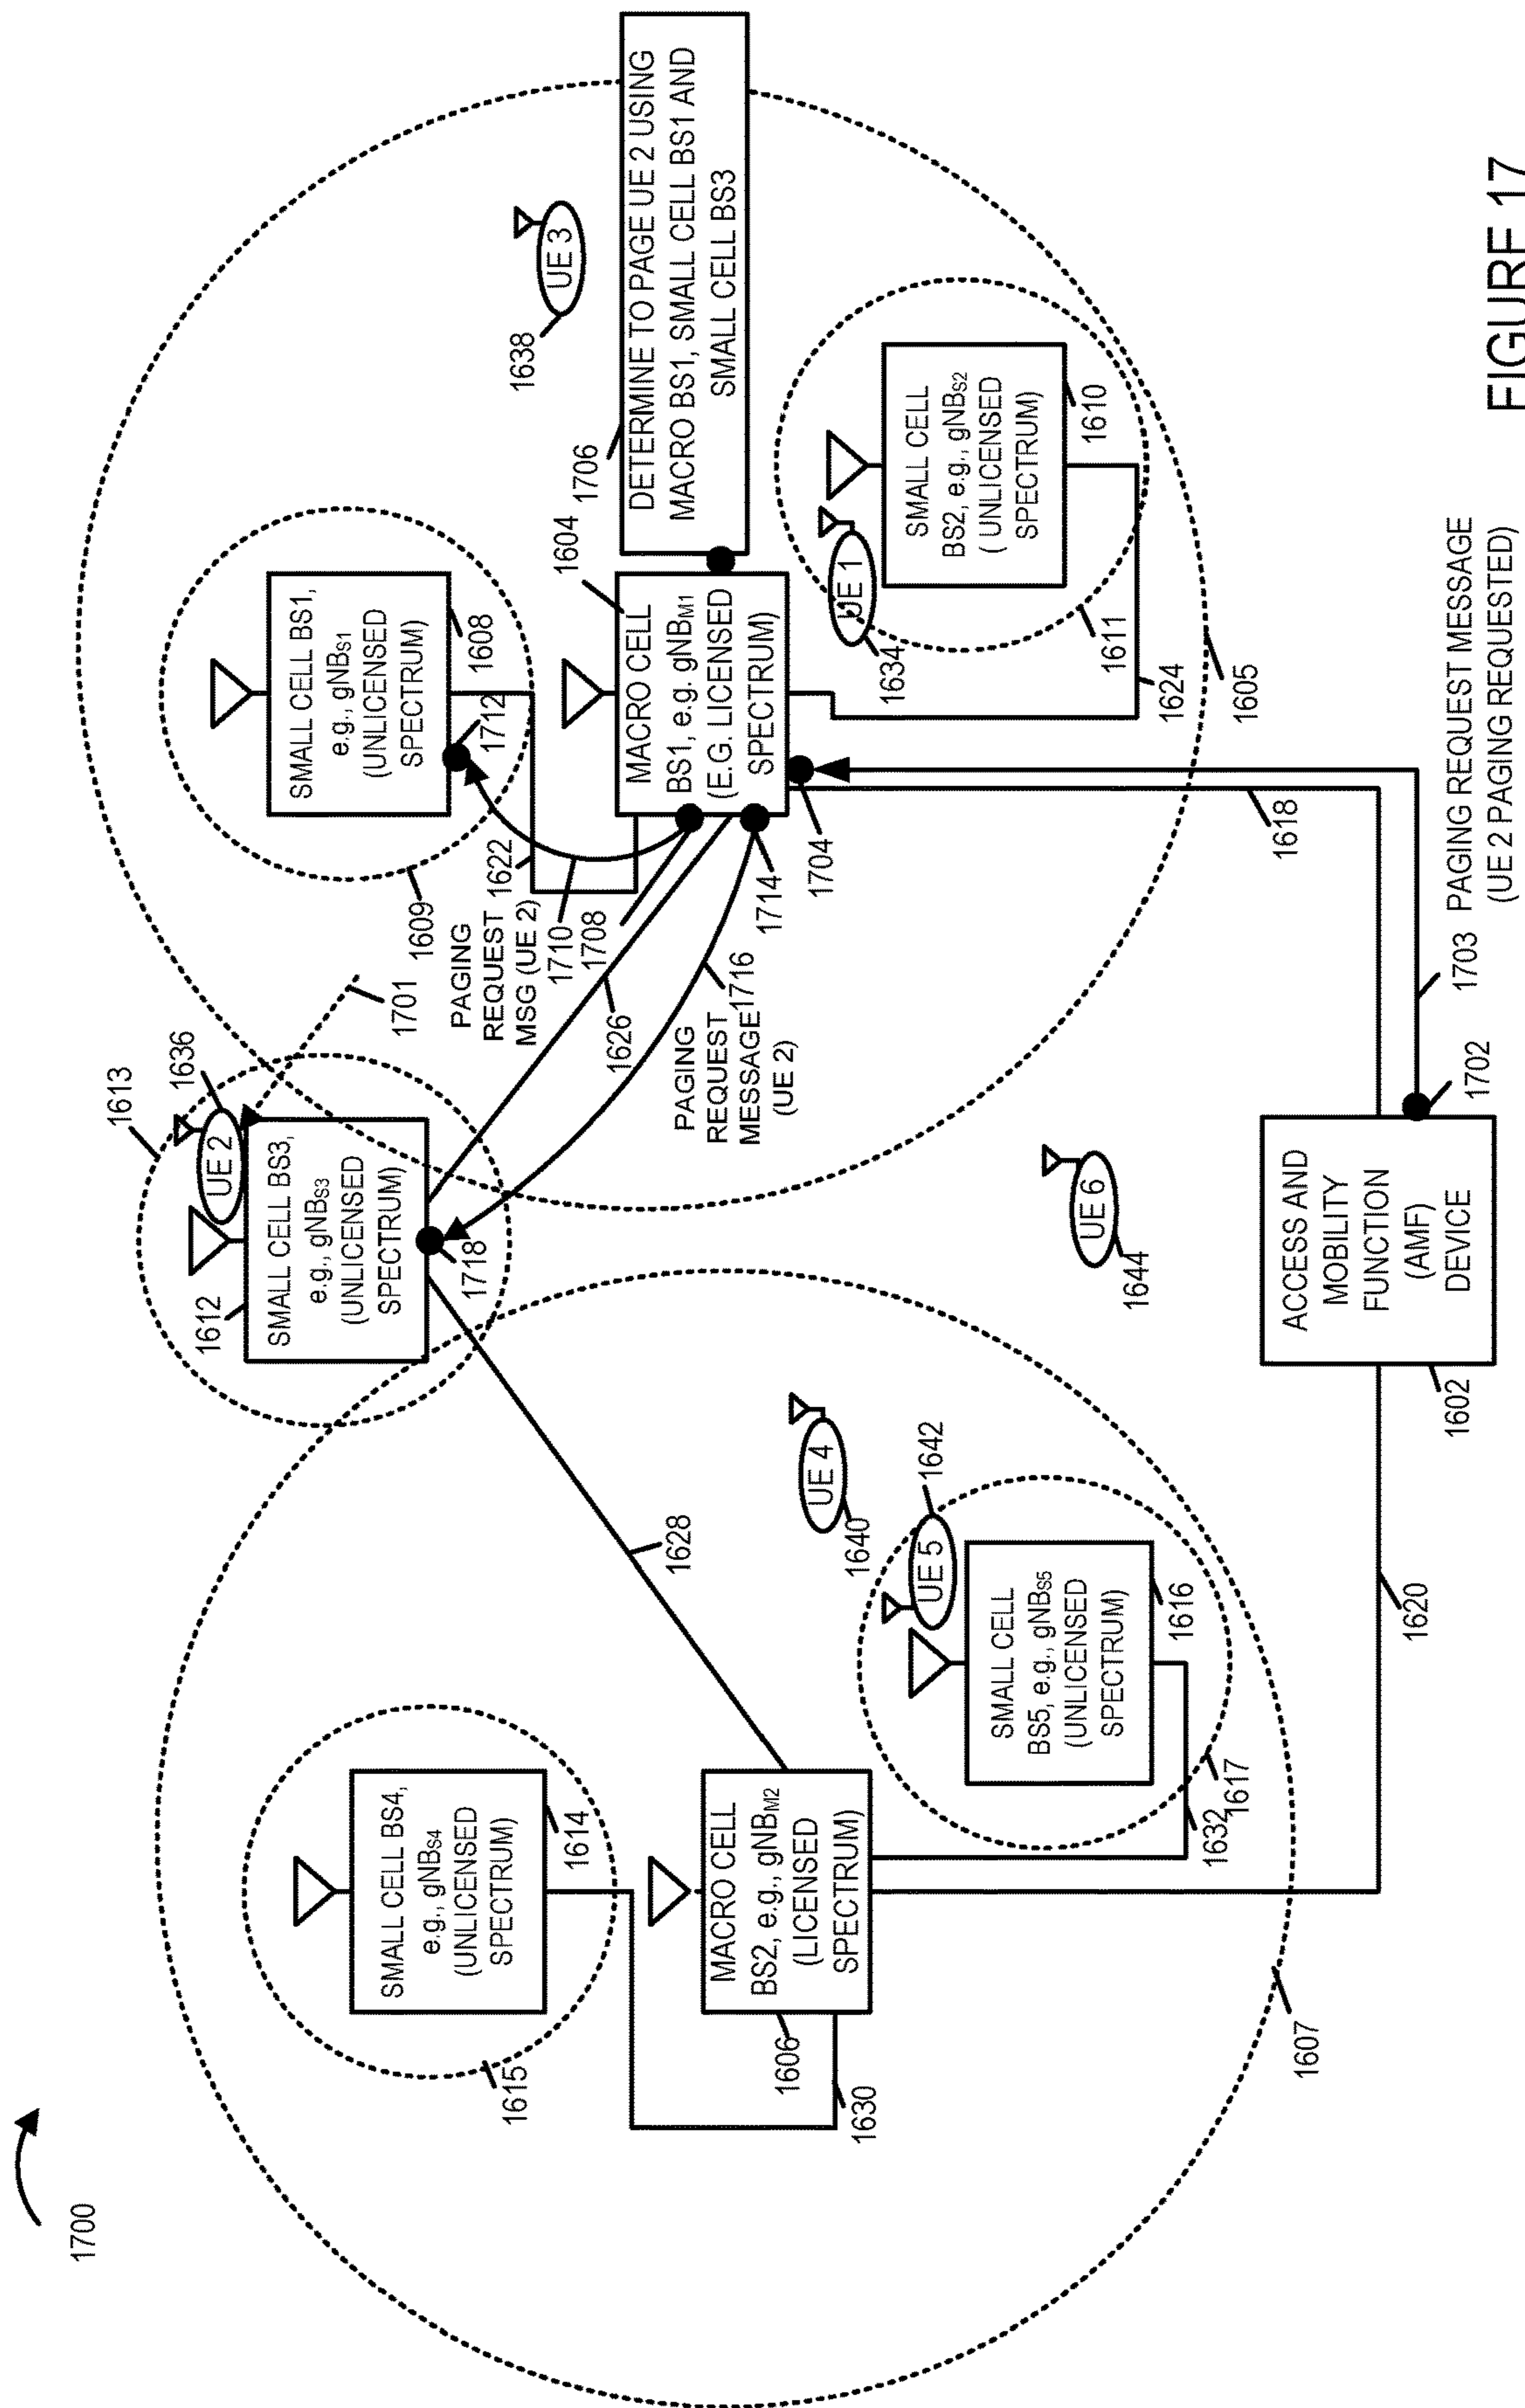 1700
1613
1636
UE 2
1701
1612
SMALL CELL BS3,
e.g., gNBS3
(UNLICENSED
SPECTRUM)
1718
SMALL CELL BS1,
e.g., gNBS1
(UNLICENSED
SPECTRUM)
1608
1712
1609
1622
PAGING
REQUEST
MSG (UE 2)
1710
1708
1626
1716
PAGING
REQUEST
MESSAGE
(UE 2)
1714
1704
1604
MACRO CELL
BS1, e.g. gNBM1
(E.G. LICENSED
SPECTRUM)
1706
DETERMINE TO PAGE UE 2 USING
MACRO BS1, SMALL CELL BS1 AND
SMALL CELL BS3
1638
UE 3
UE 1
1634
SMALL CELL
BS2, e.g., gNBS2
( UNLICENSED
SPECTRUM)
1610
1611
1624
1605
SMALL CELL BS4,
e.g., gNBS4
(UNLICENSED
SPECTRUM)
1614
1615
1628
MACRO CELL
BS2, e.g., gNBM2
(LICENSED
SPECTRUM)
1606
1630
UE 4
1640
UE 5
1642
SMALL CELL
BS5, e.g., gNBS5
(UNLICENSED
SPECTRUM)
1616
1617
1632
1607
1620
UE 6
1644
ACCESS AND
MOBILITY
FUNCTION
(AMF)
DEVICE
1602
1702
1618
1703
PAGING REQUEST MESSAGE
(UE 2 PAGING REQUESTED)
FIGURE 17